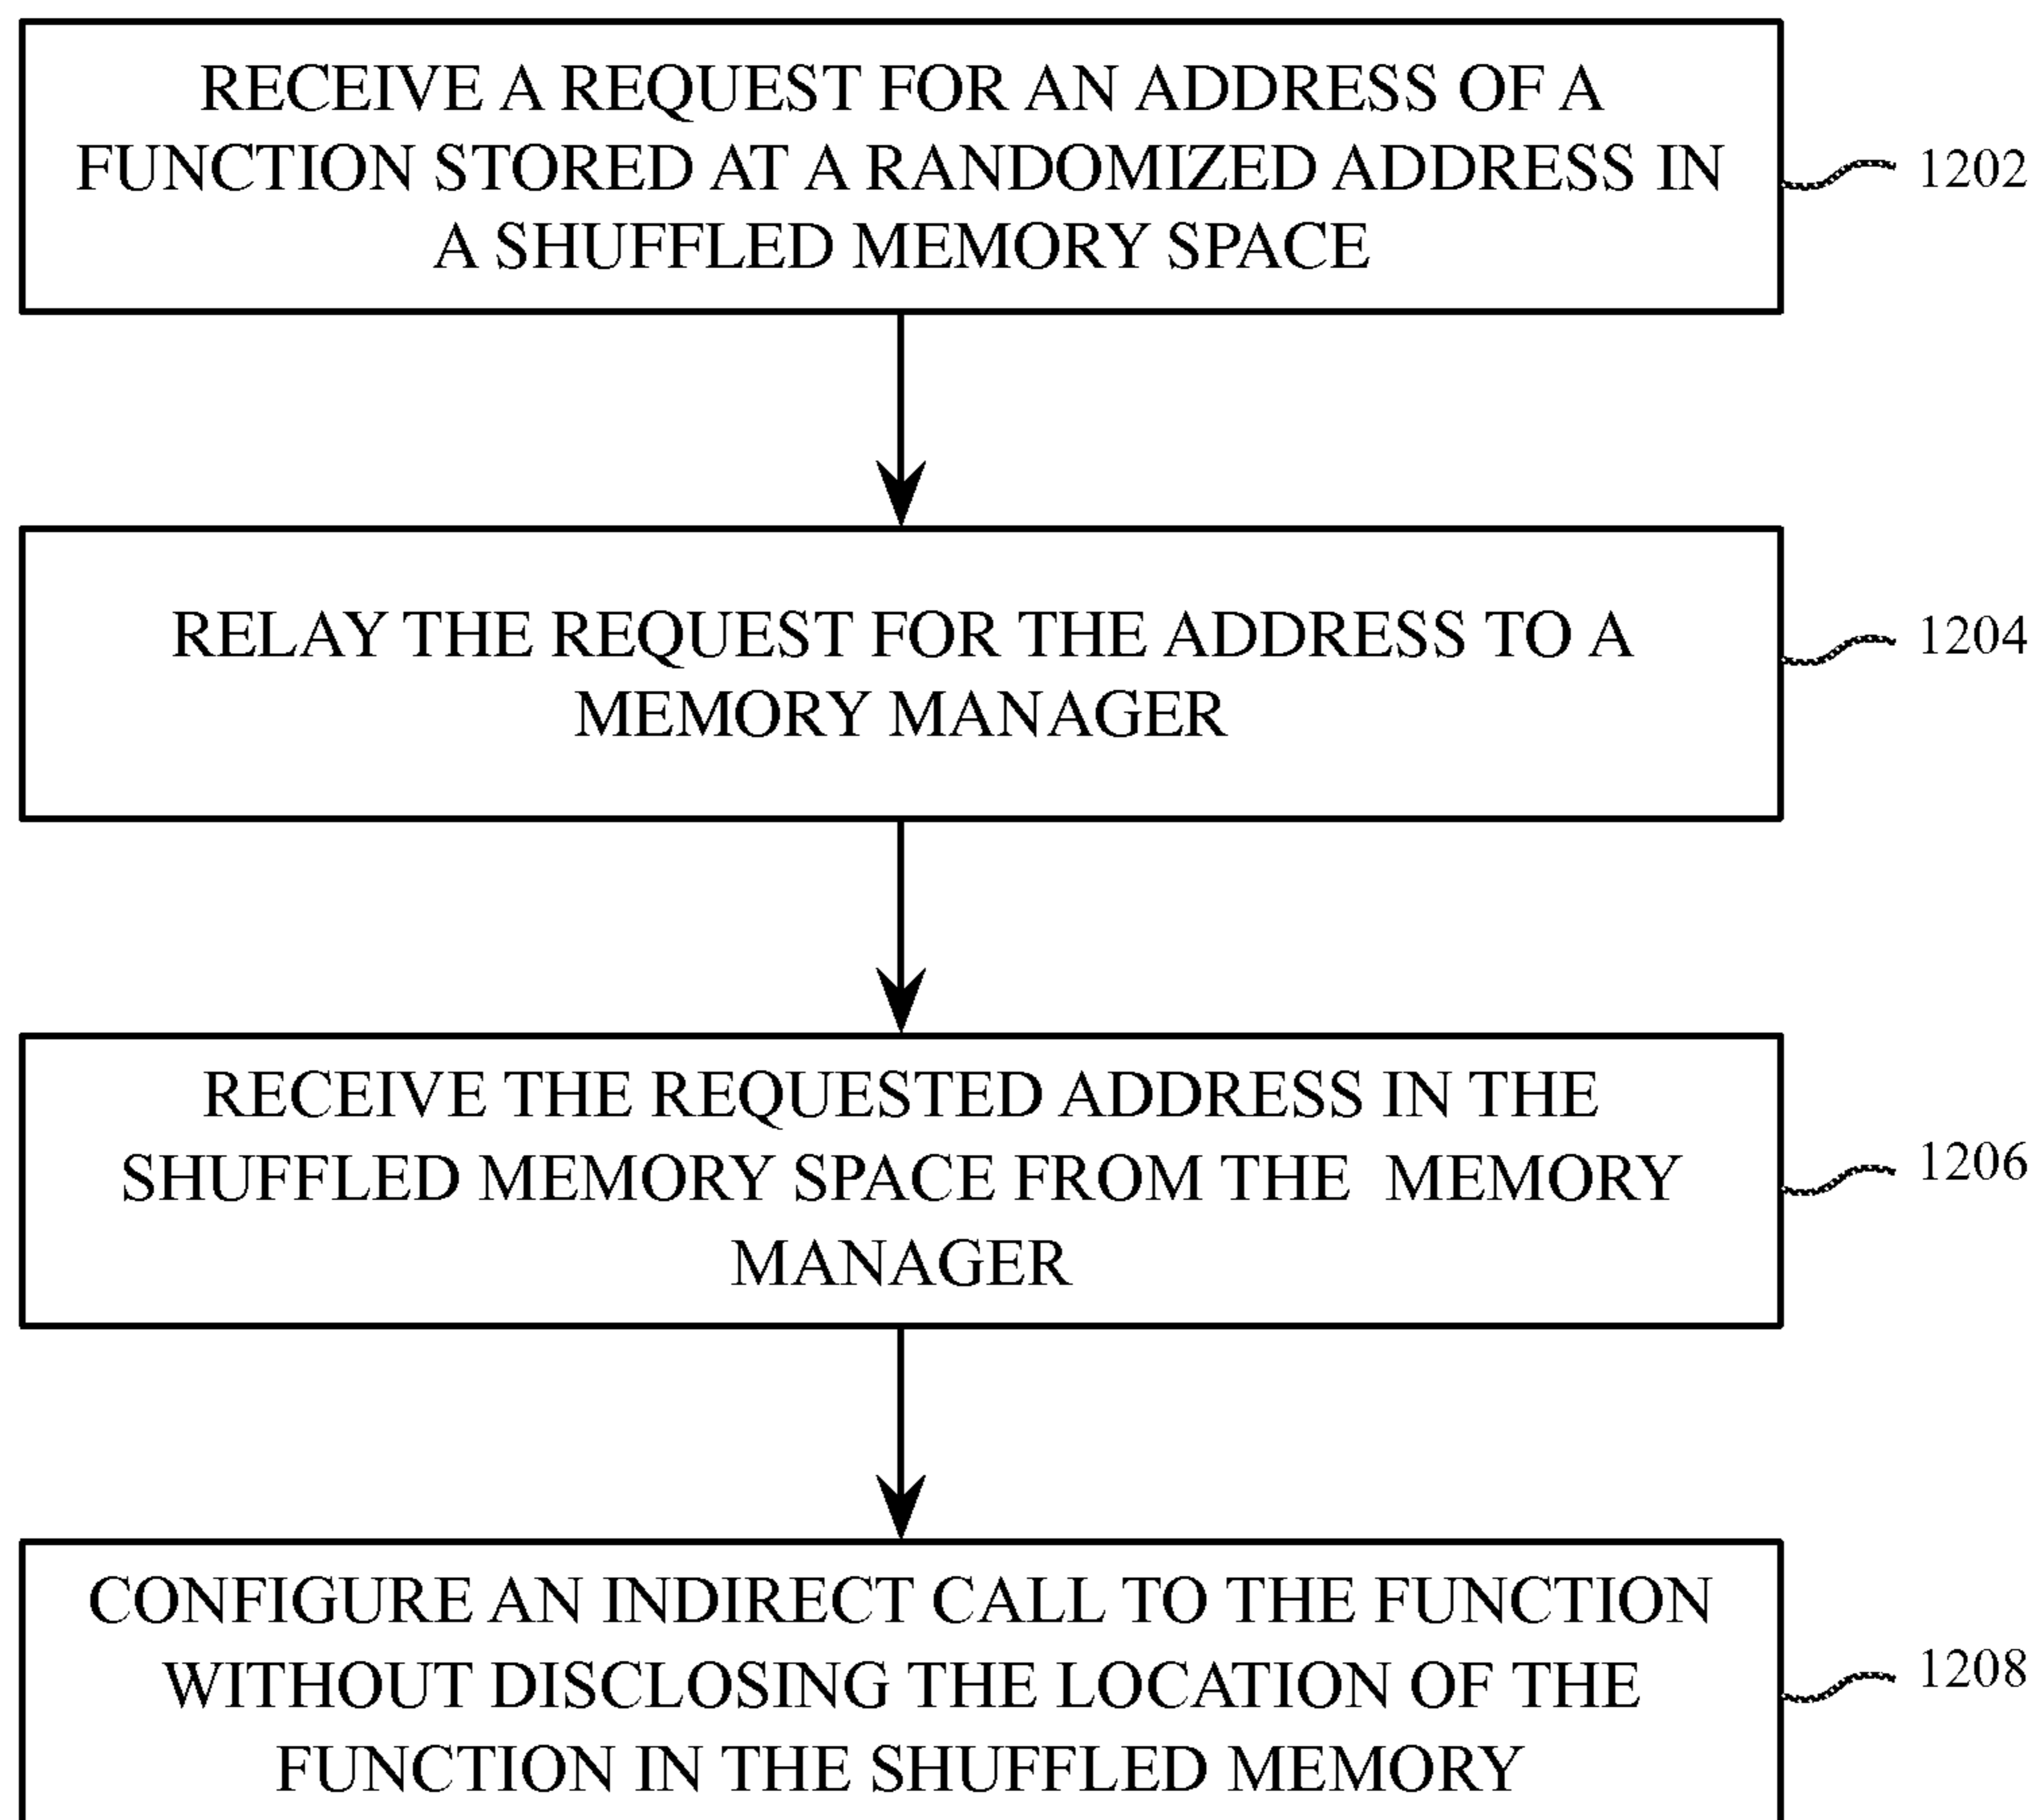 RECEIVE A REQUEST FOR AN ADDRESS OF A
FUNCTION STORED AT A RANDOMIZED ADDRESS IN
A SHUFFLED MEMORY SPACE
1202
RELAY THE REQUEST FOR THE ADDRESS TO A
MEMORY MANAGER
1204
RECEIVE THE REQUESTED ADDRESS IN THE
SHUFFLED MEMORY SPACE FROM THE MEMORY
MANAGER
1206
CONFIGURE AN INDIRECT CALL TO THE FUNCTION
WITHOUT DISCLOSING THE LOCATION OF THE
FUNCTION IN THE SHUFFLED MEMORY
1208